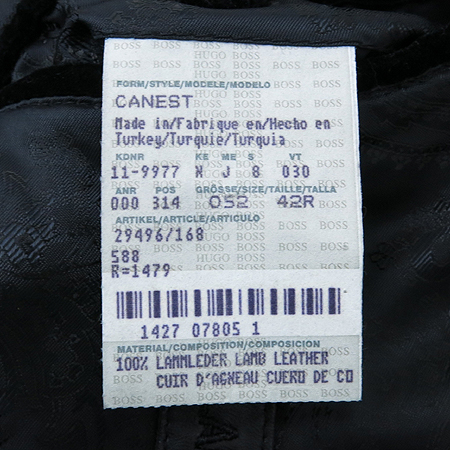 FORM/STYLE/MODELE/MODELO
CANEST
Made in/Fabrique en/Hecho en
Turkey/Turquie/Turquia
KDNR KE ME S VT
11-9977 N J 8 030
ANR POS GRÖSSE/SIZE/TAILLE/TALLA
000 314 052 42R
ARTIKEL/ARTICLE/ARTICULO
29496/168
588
R=1479
1427 07805 1
MATERIAL/COMPOSITION/COMPOSICION
100% LAMMLEDER LAMB LEATHER
CUIR D'AGNEAU CUERO DE CO